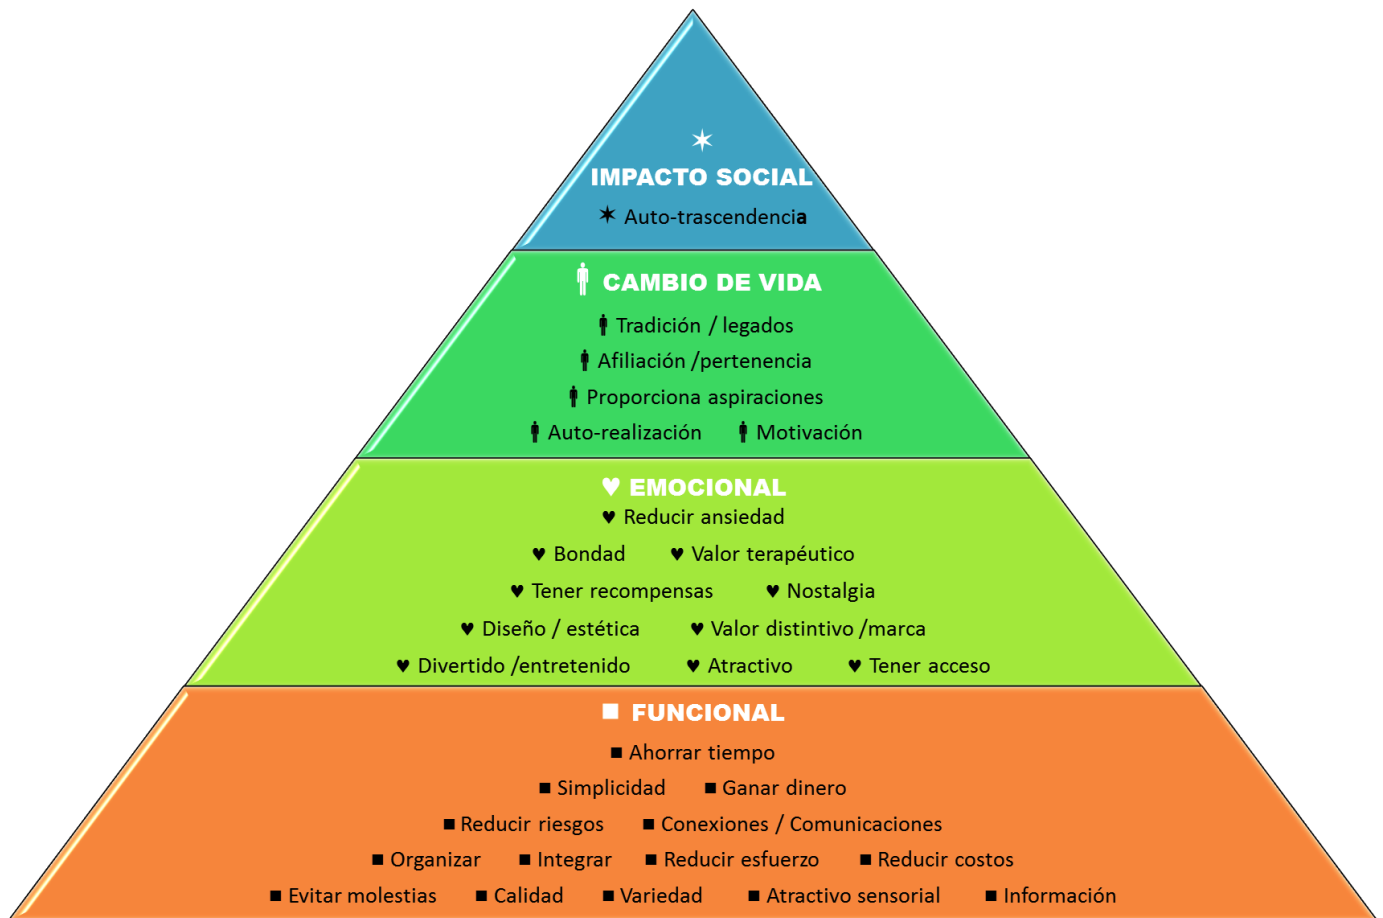 IMPACTO SOCIAL
Auto-trascendencia
CAMBIO DE VIDA
Tradición / legados
Afiliación /pertenencia
Proporciona aspiraciones
Auto-realización Motivación
EMOCIONAL
Reducir ansiedad
Bondad Valor terapéutico
Tener recompensas Nostalgia
Diseño / estética Valor distintivo /marca
Divertido /entretenido Atractivo Tener acceso
FUNCIONAL
Ahorrar tiempo
Simplicidad Ganar dinero
Reducir riesgos Conexiones / Comunicaciones
Organizar Integrar Reducir esfuerzo Reducir costos
Evitar molestias Calidad Variedad Atractivo sensorial Información